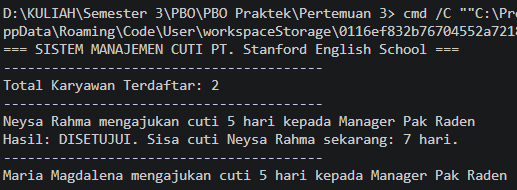 D:\KULIAH\Semester 3\PBO\PBO Praktek\Pertemuan 3> cmd /C ""C:\Pr
ppData\Roaming\Code\User\workspaceStorage\0116ef832b76704552a721
=== SISTEM MANAJEMEN CUTI PT. Stanford English School ===
----------------------------------------
Total Karyawan Terdaftar: 2
----------------------------------------
Neysa Rahma mengajukan cuti 5 hari kepada Manager Pak Raden
Hasil: DISETUJUI. Sisa cuti Neysa Rahma sekarang: 7 hari.
----------------------------------------
Maria Magdalena mengajukan cuti 5 hari kepada Manager Pak Raden